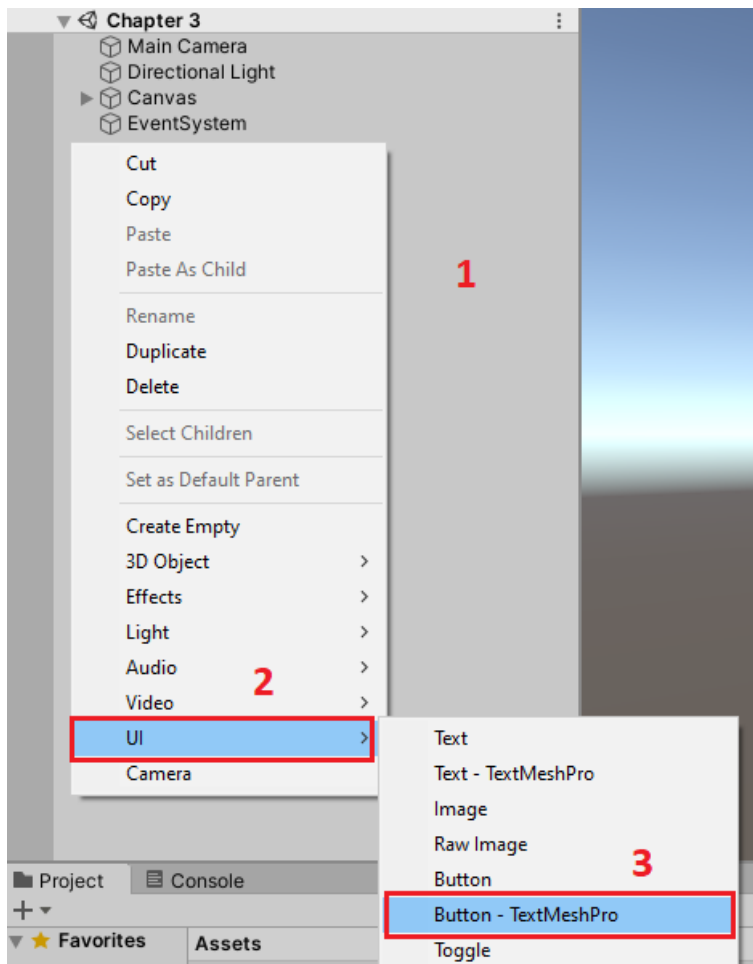 Chapter 3
Main Camera
Directional Light
Canvas
EventSystem
Cut
Copy
Paste
Paste As Child
1
Rename
Duplicate
Delete
Select Children
Set as Default Parent
Create Empty
3D Object
Effects
Light
Audio
2
Video
UI
Camera
Text
Text - TextMeshPro
Image
Raw Image
3
Button
Button - TextMeshPro
Toggle
Project
Console
Favorites
Assets